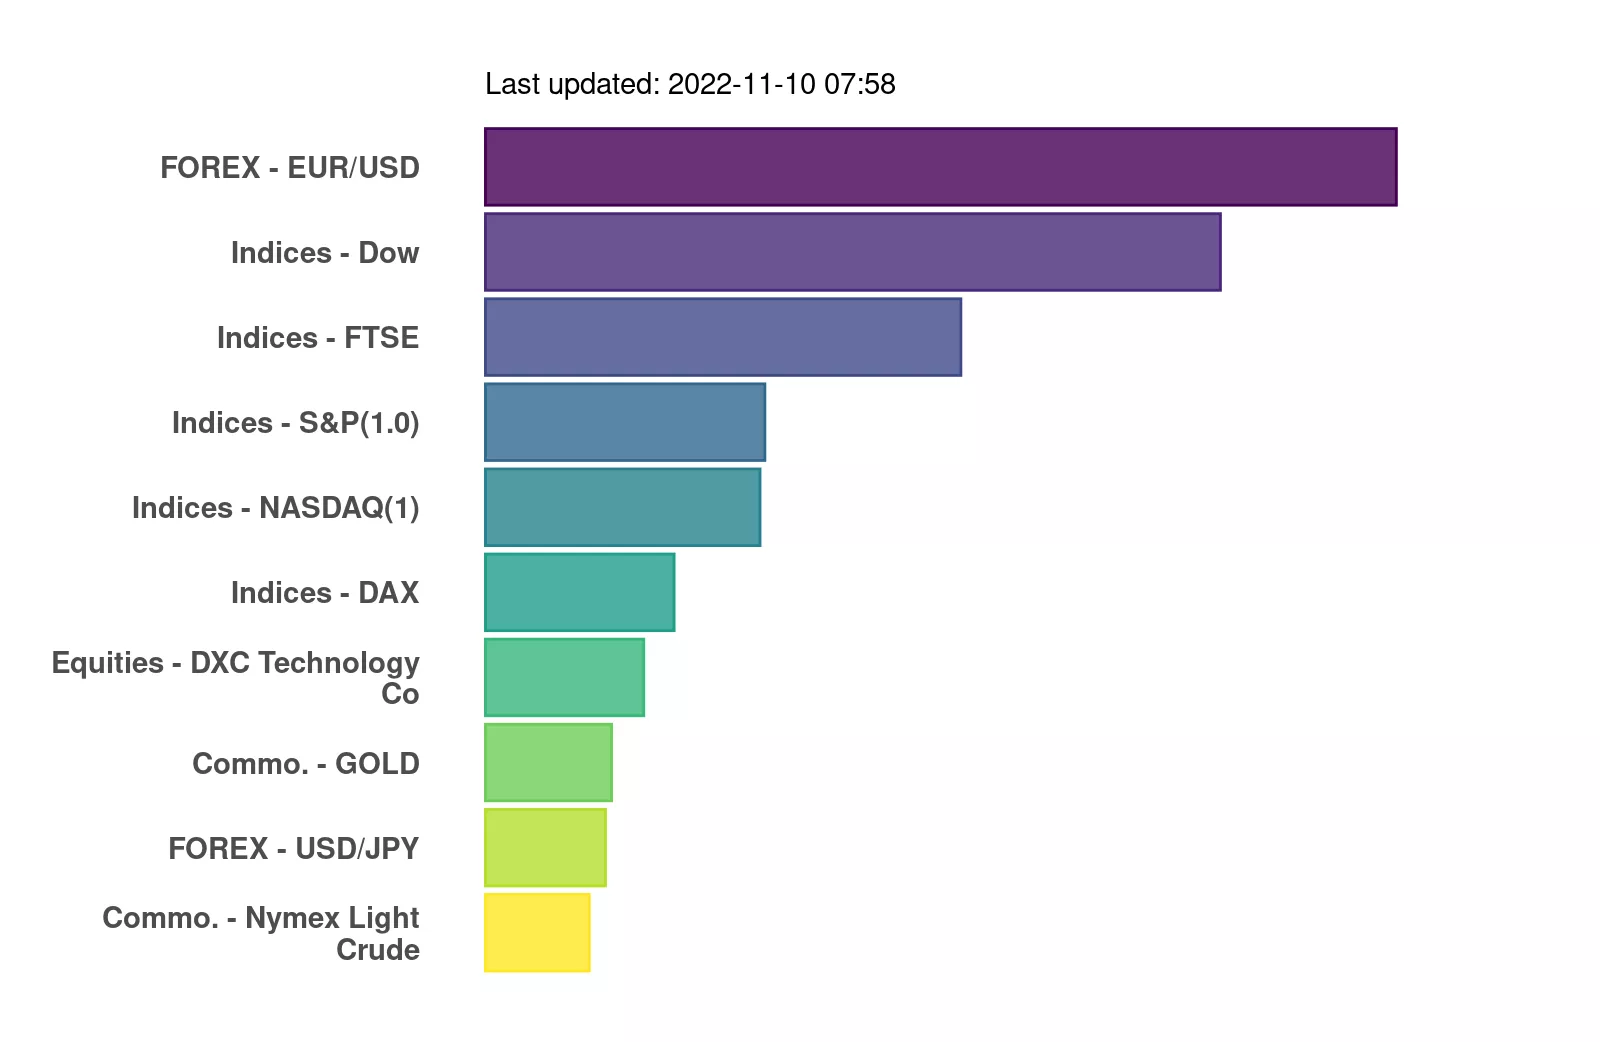 Last updated: 2022-11-10 07:58
FOREX - EUR/USD
Indices - Dow
Indices - FTSE
Indices - S&P(1.0)
Indices - NASDAQ(1)
Indices - DAX
Equities - DXC Technology
Co
Commo. - GOLD
FOREX - USD/JPY
Commo. - Nymex Light
Crude